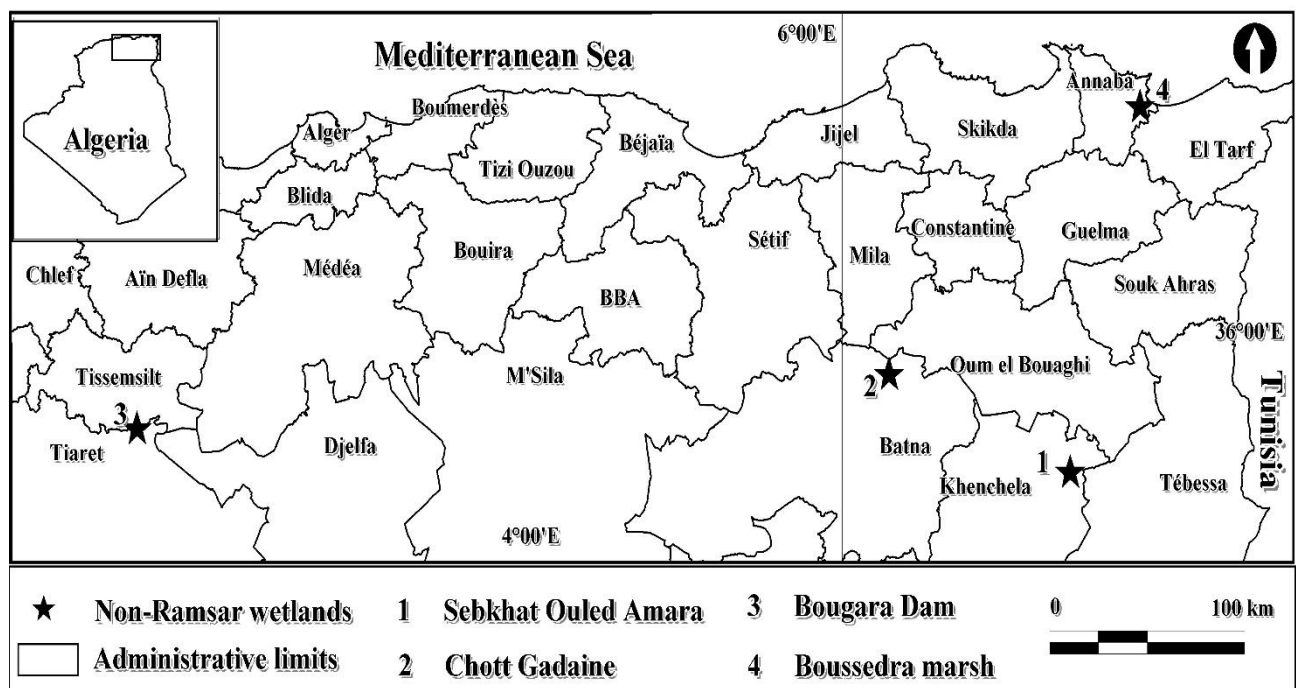 Mediterranean Sea
6°00'E
Algeria
Annaba
4
Boumerdès
Algèr
Tizi Ouzou
Béjaïa
Jijel
Skikda
El Tarf
Blida
Constantine
Guelma
Chlef
Aïn Defla
Médéa
Bouira
BBA
Sétif
Mila
Souk Ahras
36°00'E
Tissemsilt
M'Sila
Oum el Bouaghi
2
3
Tiaret
Djelfa
Batna
1
Khenchela
Tébessa
Tunisia
4°00'E
Non-Ramsar wetlands
1 Sebkhat Ouled Amara
3 Bougara Dam
0 100 km
Administrative limits
2 Chott Gadaine
4 Boussedra marsh